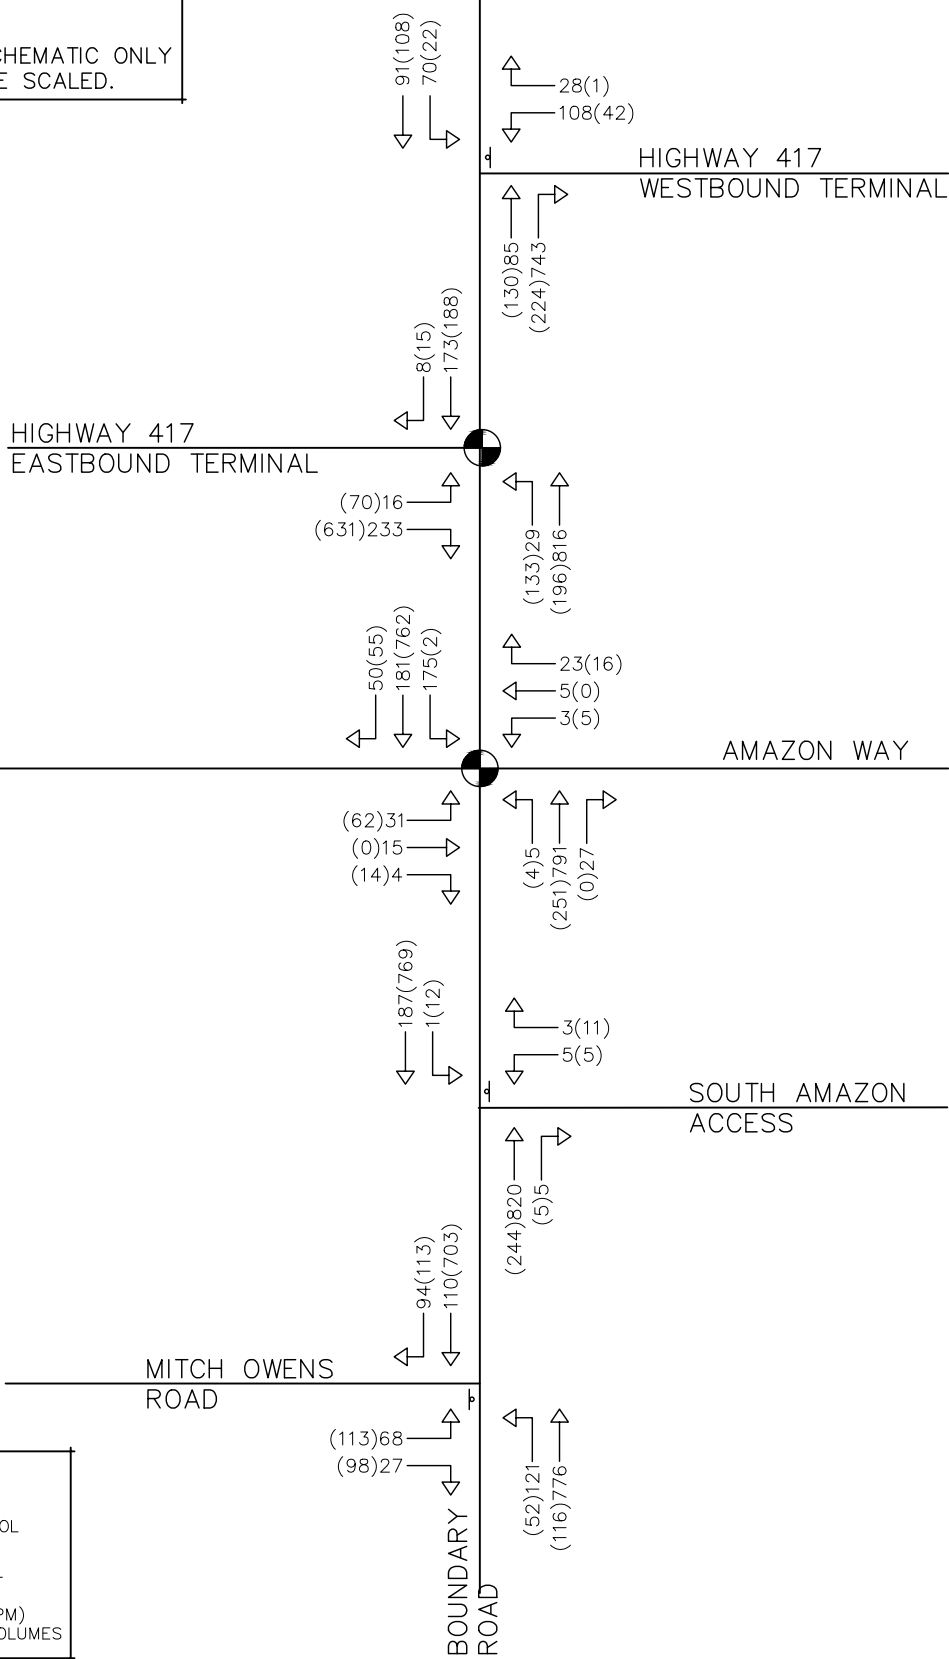 SCHEMATIC ONLY
SCALED.
91(108)
70(22)
28(1)
108(42)
HIGHWAY 417
WESTBOUND TERMINAL
(130)85
(224)743
8(15)
173(188)
HIGHWAY 417
EASTBOUND TERMINAL
(70)16
(631)233
(133)29
(196)816
50(55)
181(762)
175(2)
23(16)
5(0)
3(5)
AMAZON WAY
(62)31
(0)15
(14)4
(4)5
(251)791
(0)27
187(769)
1(12)
3(11)
5(5)
SOUTH AMAZON
ACCESS
(244)820
(5)5
94(113)
110(703)
MITCH OWENS
ROAD
(113)68
(98)27
(52)121
(116)776
BOUNDARY
ROAD
PM)